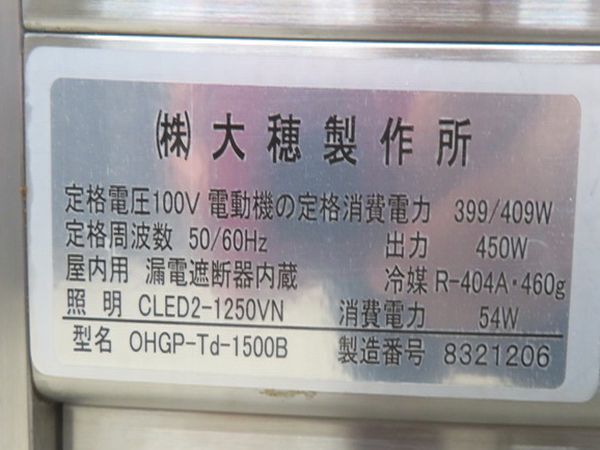 ㈱大穂製作所
定格電圧100V 電動機の定格消費電力 399/409W
定格周波数 50/60Hz 出力 450W
屋内用 漏電遮断器内蔵 冷媒 R-404A・460g
照明 CLED2-1250VN 消費電力 54W
型名 OHGP-Td-1500B 製造番号 8321206